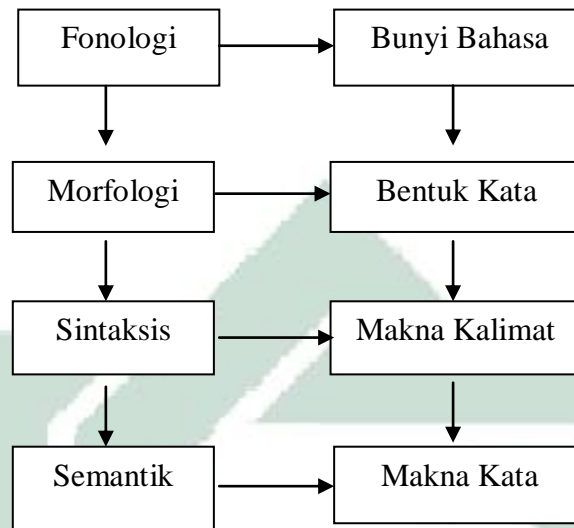 Fonologi
Bunyi Bahasa
Morfologi
Bentuk Kata
Sintaksis
Makna Kalimat
Semantik
Makna Kata